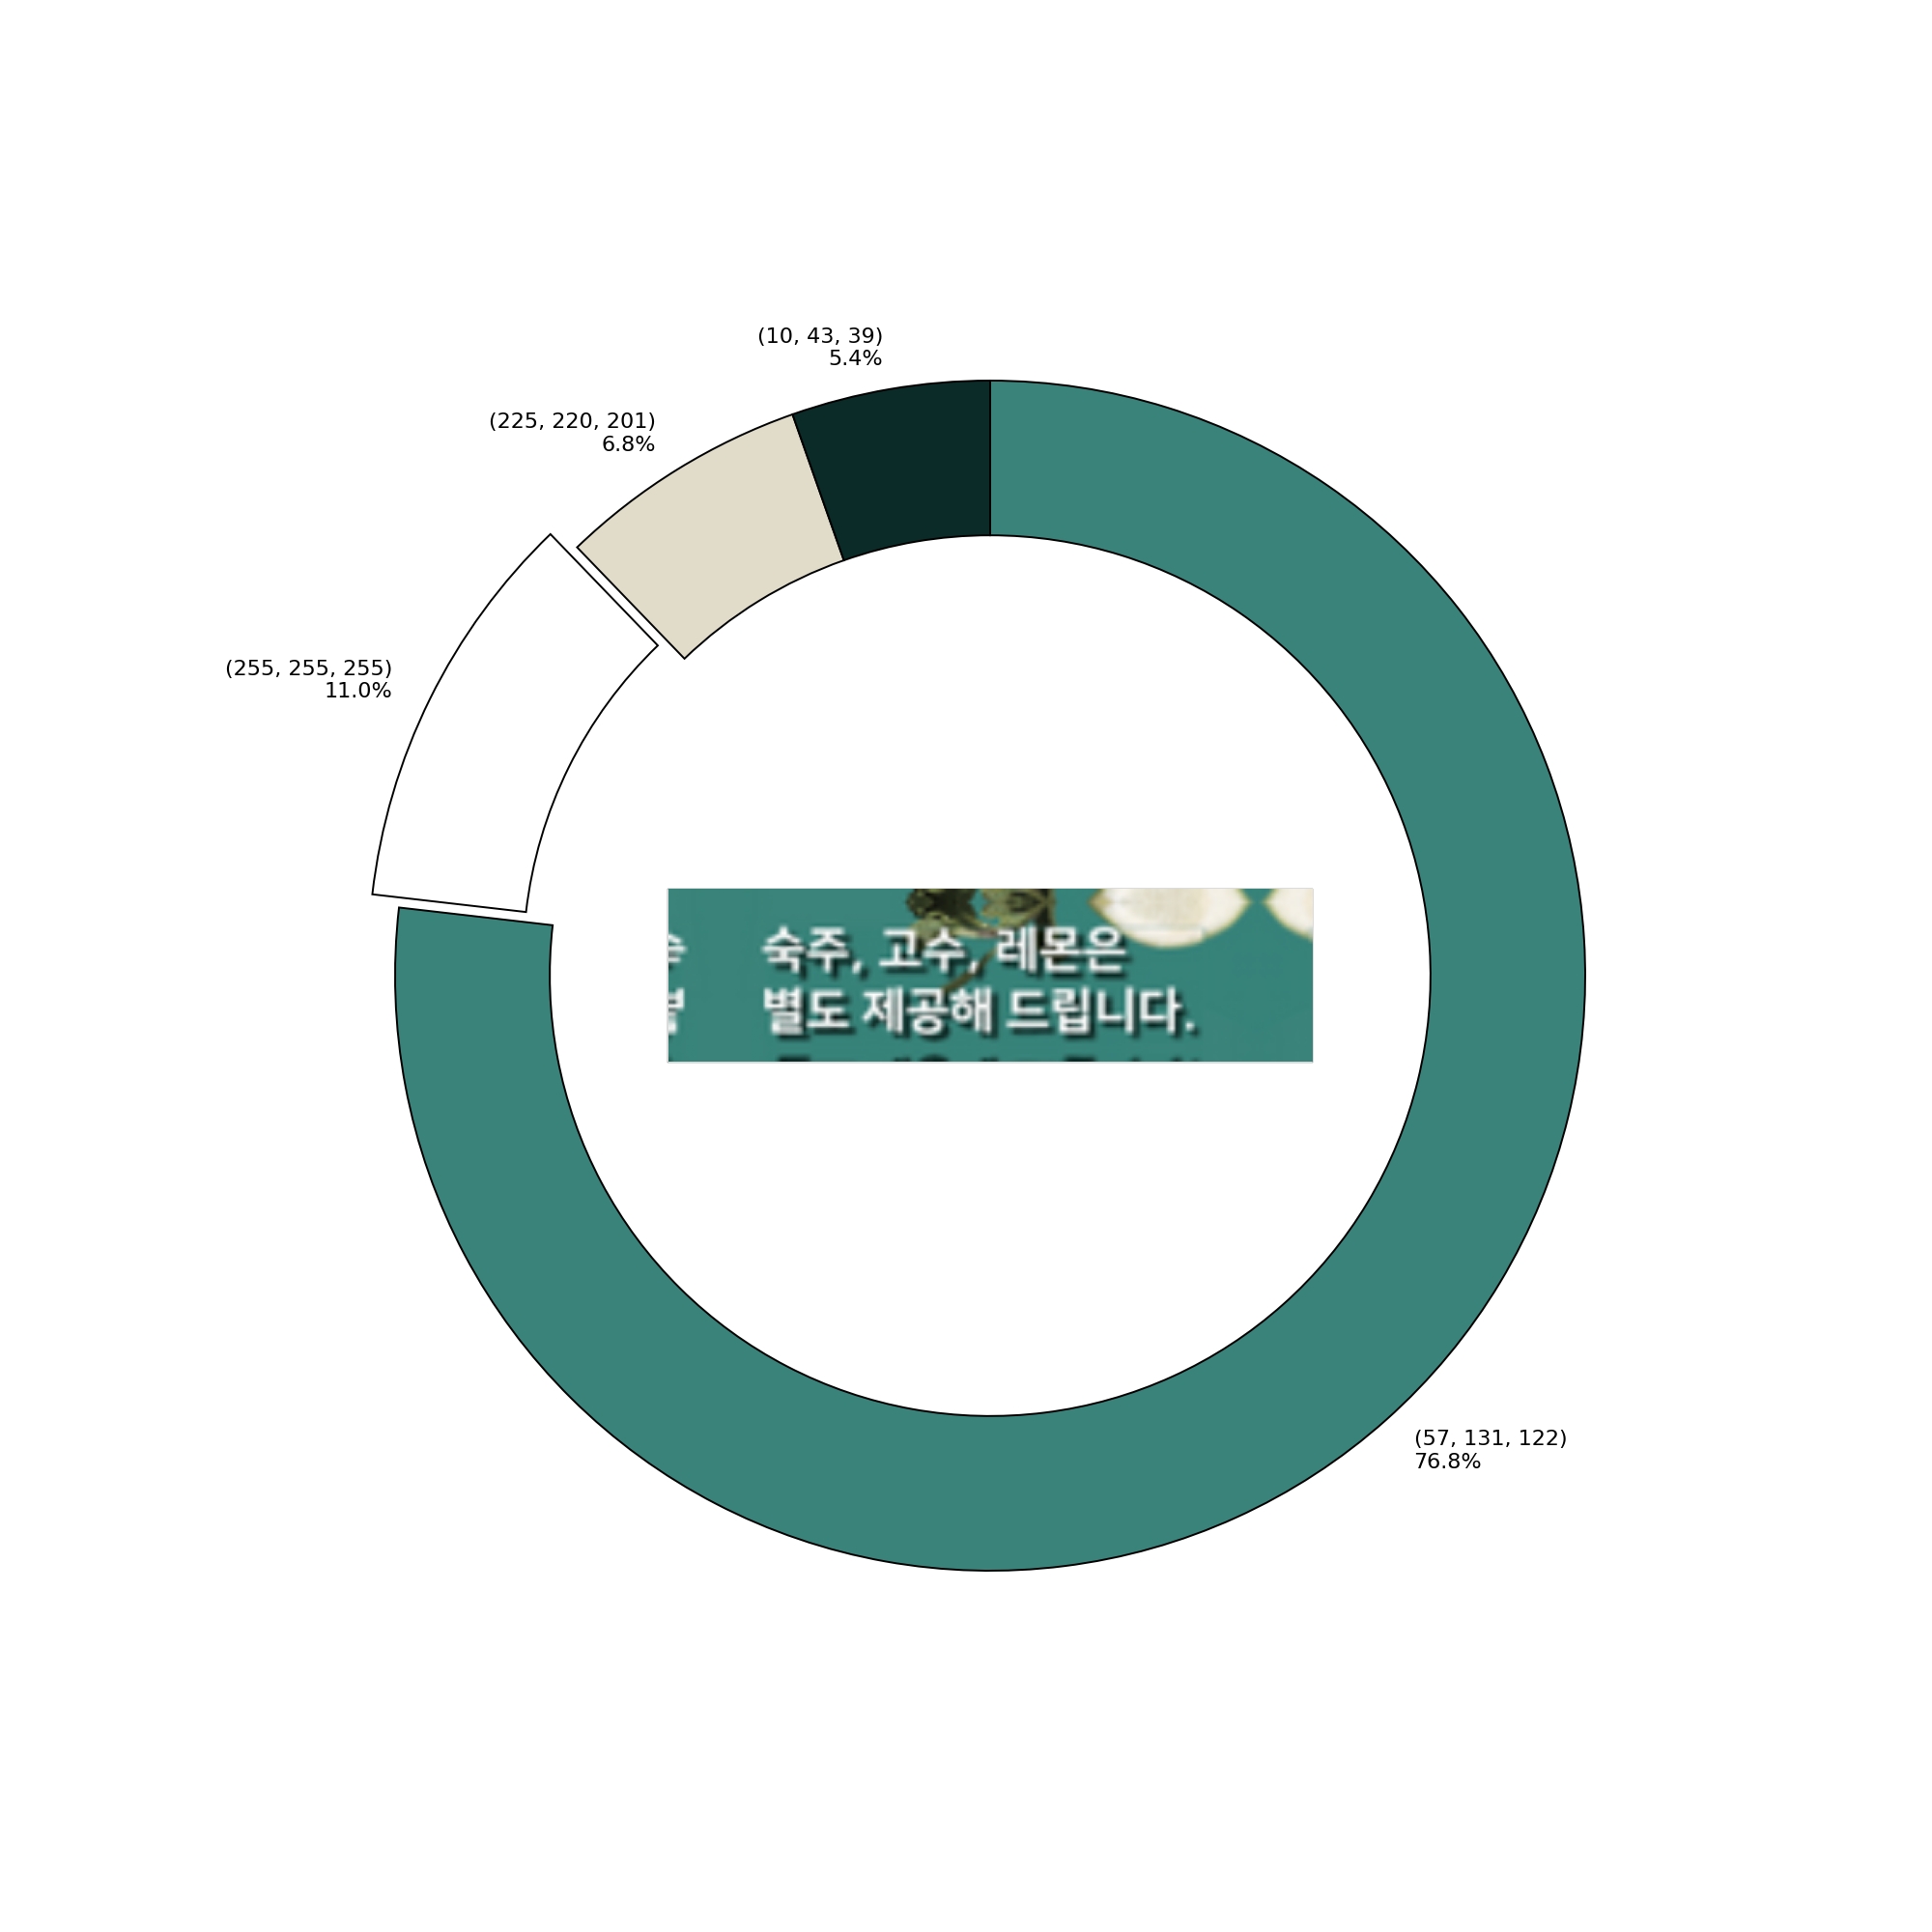 (10, 43, 39)
5.4%
(225, 220, 201)
6.8%
(255, 255, 255)
11.0%
숙주, 고수, 레몬은
별도 제공해 드립니다.
(57, 131, 122)
76.8%